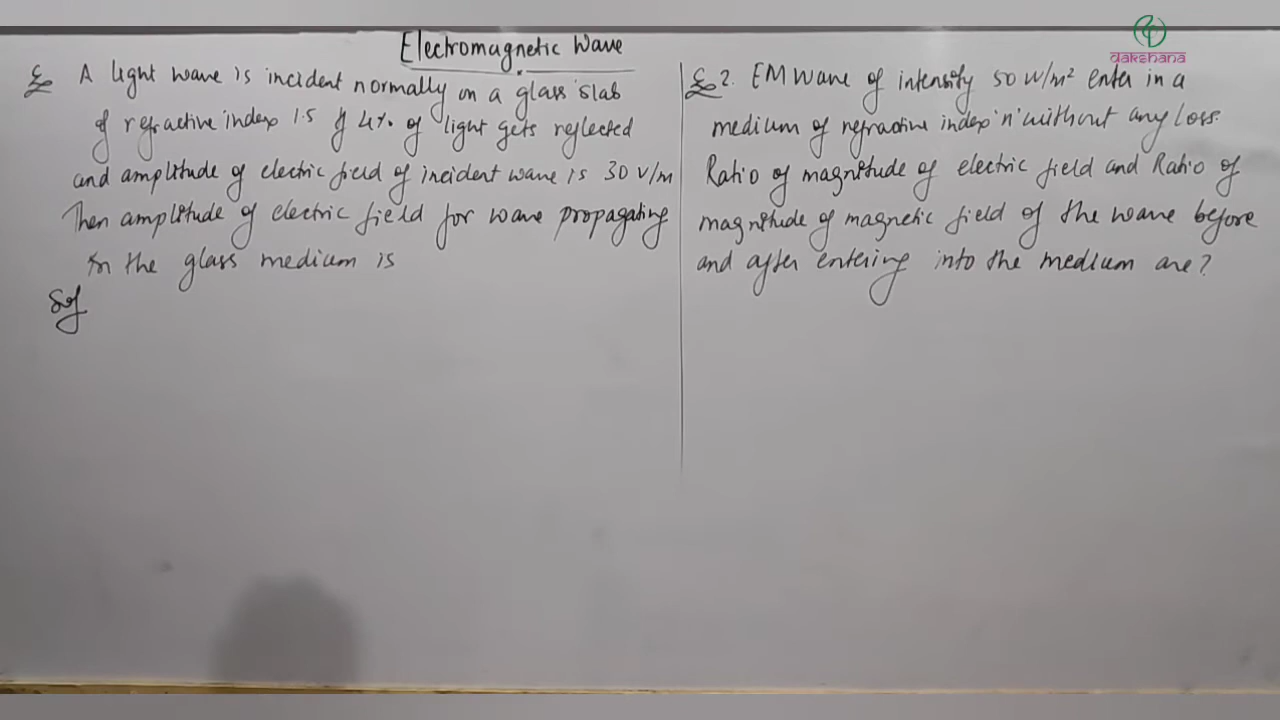 dakshana
Electromagnetic Wave
Ex A light wave is incident normally on a glass slab
of refractive index 1.5 If 4% of light gets reflected
and amplitude of electric field of incident wave is 30 V/m
Then amplitude of electric field for wave propagating
in the glass medium is
Sol
Ex 2. EM Wave of intensity 50 W/m² enter in a
medium of refractive index 'n' without any loss.
Ratio of magnitude of electric field and Ratio of
magnitude of magnetic field of the wave before
and after entering into the medium are?